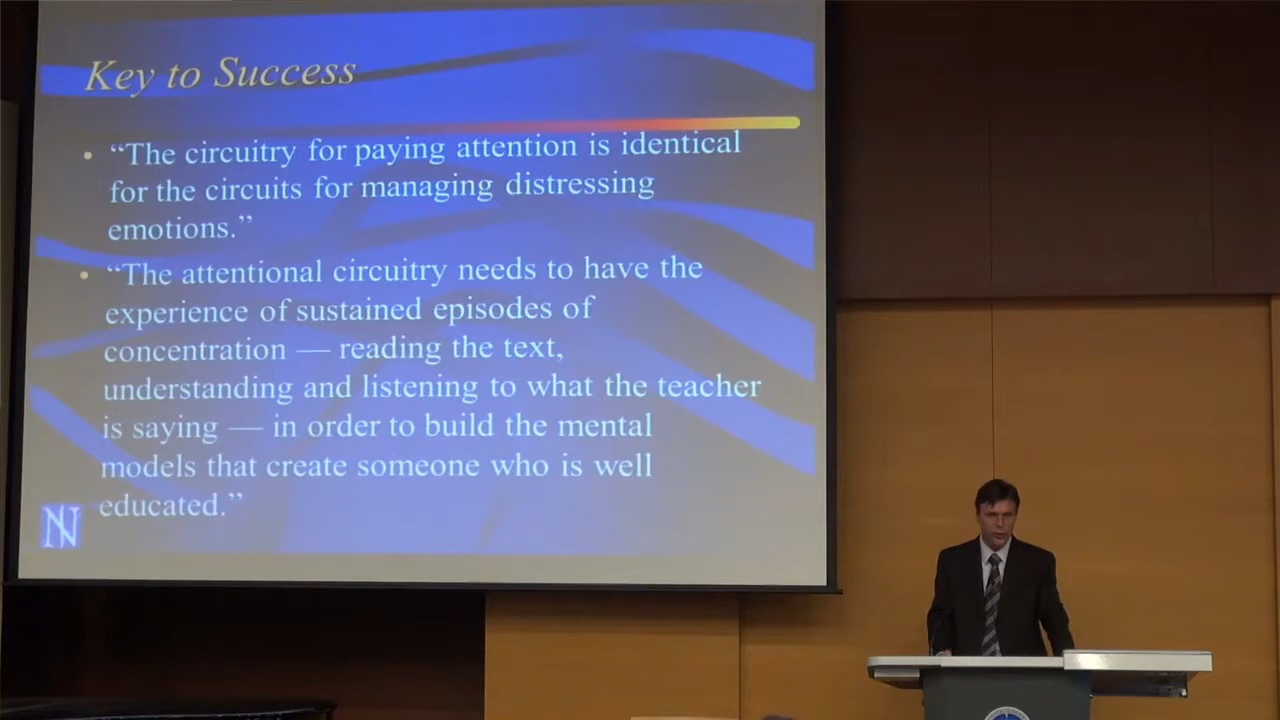 Key to Success
• “The circuitry for paying attention is identical
for the circuits for managing distressing
emotions.”
• “The attentional circuitry needs to have the
experience of sustained episodes of
concentration — reading the text,
understanding and listening to what the teacher
is saying — in order to build the mental
models that create someone who is well
educated.”
N